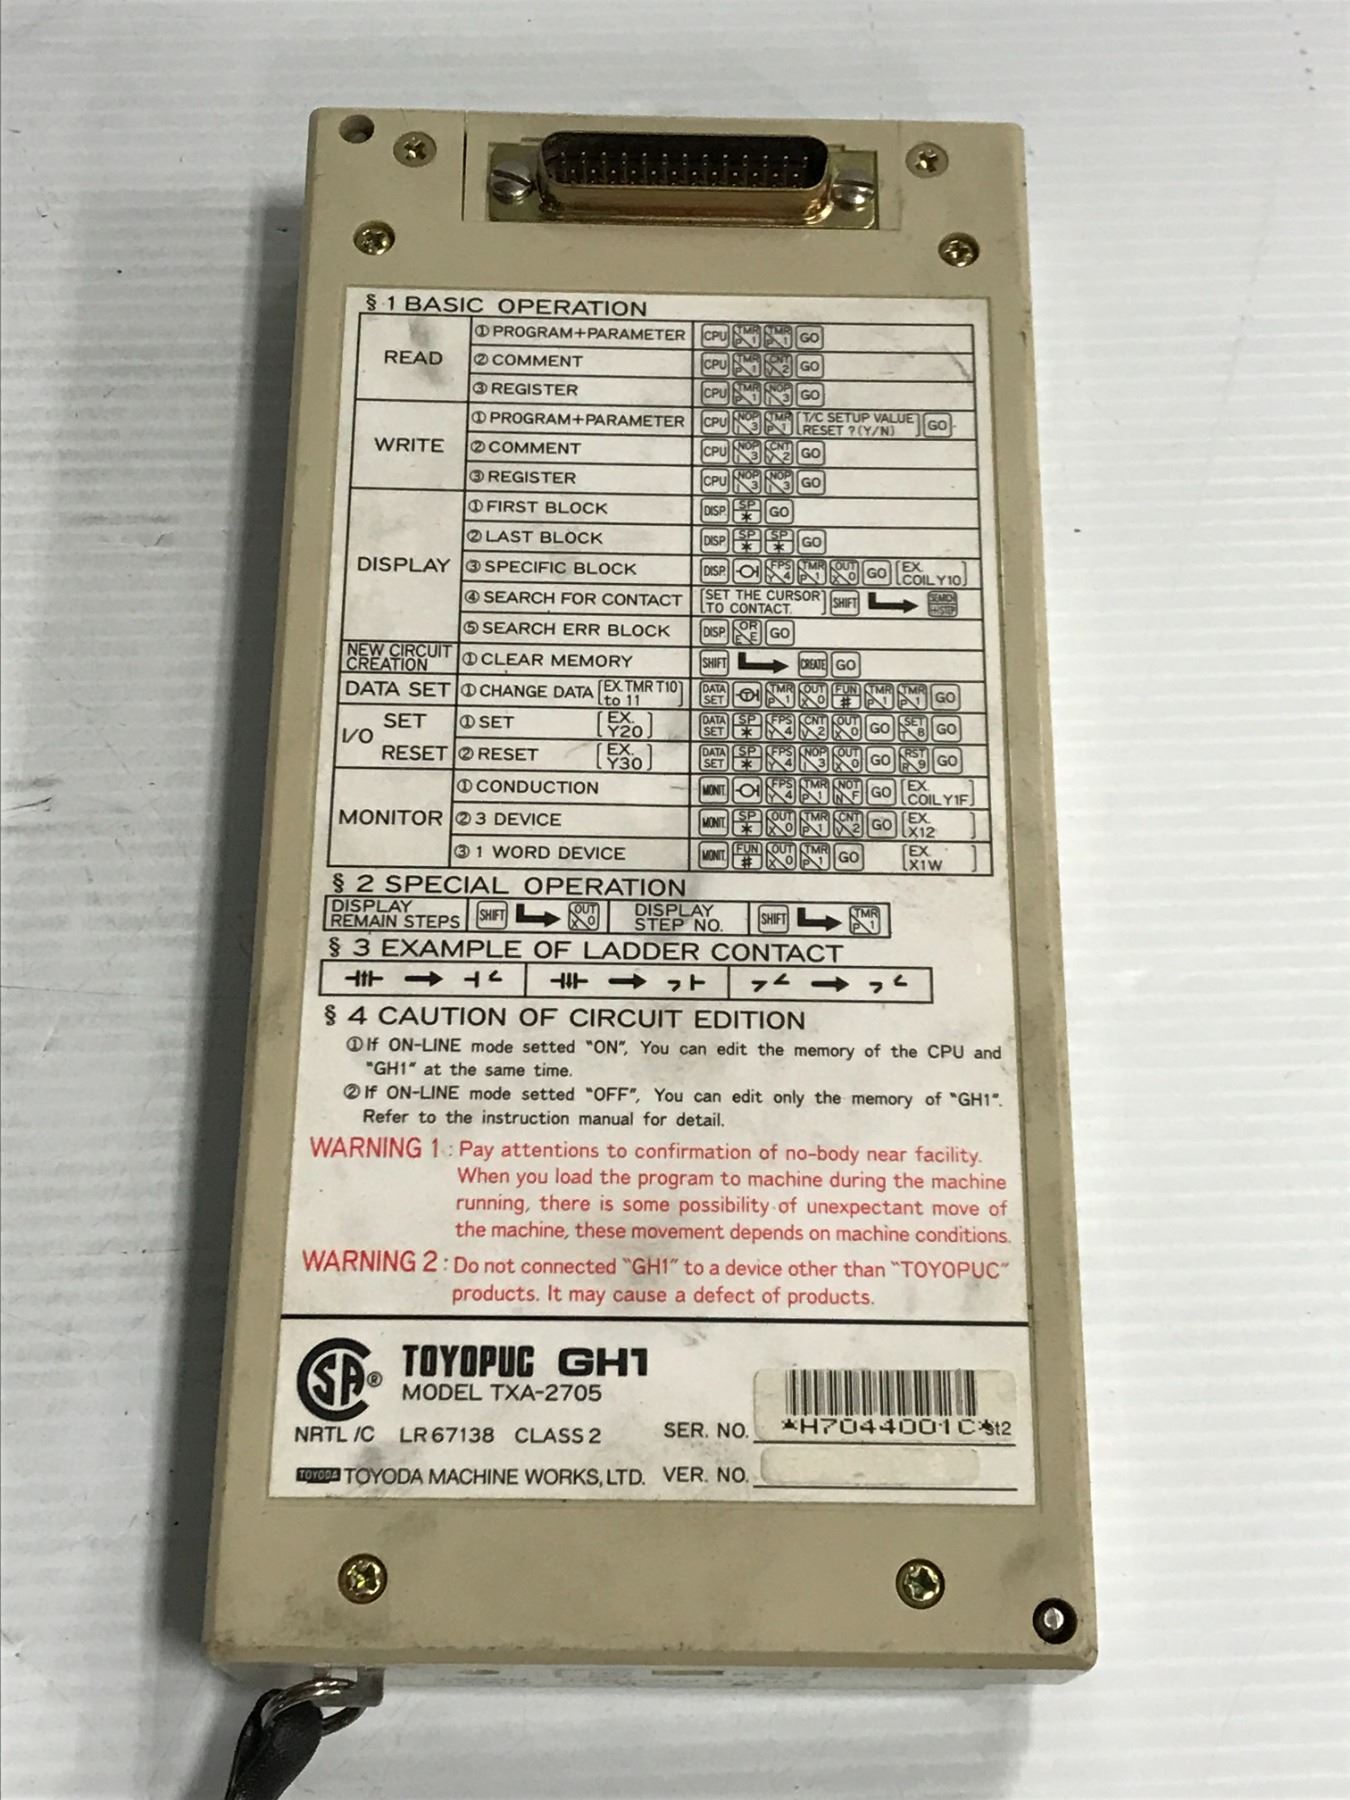 § 1 BASIC OPERATION
READ ① PROGRAM+PARAMETER CPU TMR P 1 TMR P 1 GO
② COMMENT CPU TMR P 1 CNT V 2 GO
③ REGISTER CPU TMR P 1 NOP I 3 GO
WRITE ① PROGRAM+PARAMETER CPU NOP I 3 TMR P 1 [T/C SETUP VALUE RESET ? (Y/N)] GO
② COMMENT CPU NOP I 3 CNT V 2 GO
③ REGISTER CPU NOP I 3 NOP I 3 GO
DISPLAY ① FIRST BLOCK DISP. SP * GO
② LAST BLOCK DISP. SP * SP * GO
③ SPECIFIC BLOCK DISP. FPS Y 4 TMR P 1 OUT X 0 GO [EX. COIL Y10]
④ SEARCH FOR CONTACT [SET THE CURSOR TO CONTACT.] SHIFT → SEARCH +/STEP
⑤ SEARCH ERR BLOCK DISP. OR E E GO
NEW CIRCUIT CREATION ① CLEAR MEMORY SHIFT → CREATE GO
DATA SET ① CHANGE DATA [EX.TMR T10 to 11] DATA SET TMR P 1 OUT X 0 FUN # TMR P 1 TMR P 1 GO
I/O SET ① SET [EX. Y20] DATA SET SP * FPS Y 4 CNT V 2 OUT X 0 GO SET T 8 GO
RESET ② RESET [EX. Y30] DATA SET SP * FPS Y 4 NOP I 3 OUT X 0 GO RST R 9 GO
MONITOR ① CONDUCTION MONIT. FPS Y 4 TMR P 1 NOT N F GO [EX. COIL Y1F]
② 3 DEVICE MONIT. SP * OUT X 0 TMR P 1 CNT V 2 GO [EX. X12]
③ 1 WORD DEVICE MONIT. FUN # OUT X 0 TMR P 1 GO [EX. X1W]
§ 2 SPECIAL OPERATION
DISPLAY REMAIN STEPS SHIFT → OUT X 0 DISPLAY STEP NO. SHIFT → TMR P 1
§ 3 EXAMPLE OF LADDER CONTACT
§ 4 CAUTION OF CIRCUIT EDITION
① If ON-LINE mode setted "ON", You can edit the memory of the CPU and
"GH1" at the same time.
② If ON-LINE mode setted "OFF", You can edit only the memory of "GH1".
Refer to the instruction manual for detail.
WARNING 1 : Pay attentions to confirmation of no-body near facility.
When you load the program to machine during the machine
running, there is some possibility of unexpectant move of
the machine, these movement depends on machine conditions.
WARNING 2 : Do not connected "GH1" to a device other than "TOYOPUC"
products. It may cause a defect of products.
SA® TOYOPUC GH1
MODEL TXA-2705
NRTL/C LR 67138 CLASS 2 SER. NO. *H7044001C*st2
TOYODA TOYODA MACHINE WORKS, LTD. VER. NO.